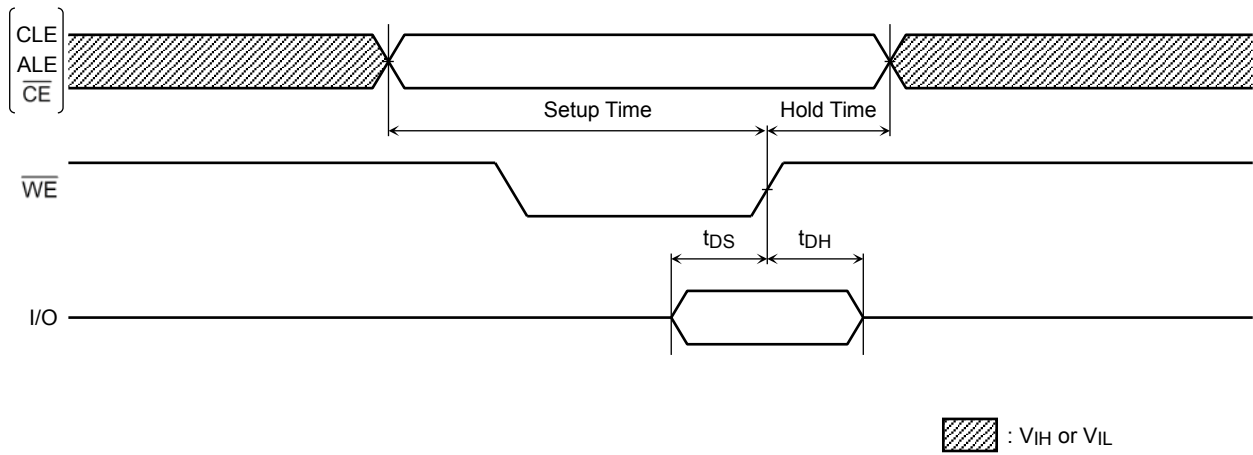 CLE
ALE
CE
Setup Time
Hold Time
WE
tDS
tDH
I/O
: VIH or VIL